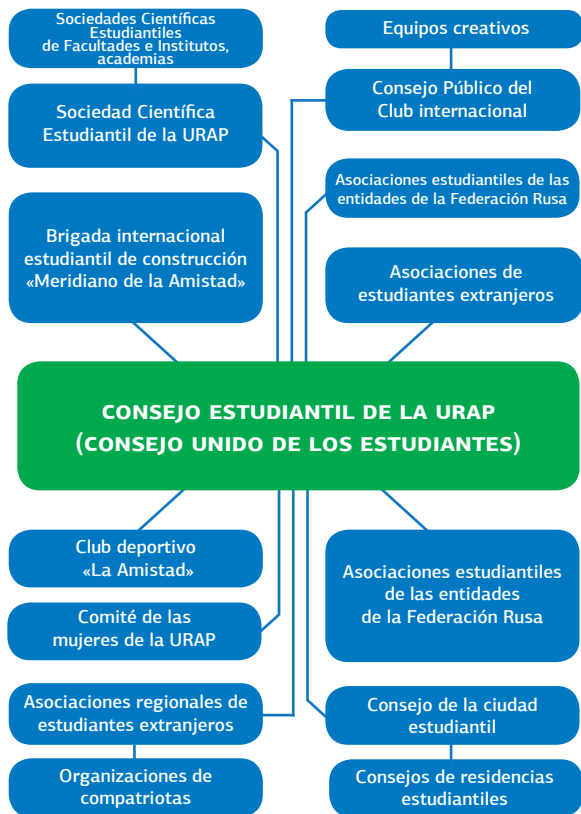 Sociedades Científicas
Estudiantiles
de Facultades e Institutos,
academias
Equipos creativos
Sociedad Científica
Estudiantil de la URAP
Consejo Público del
Club internacional
Asociaciones estudiantiles de las
entidades de la Federación Rusa
Brigada internacional
estudiantil de construcción
«Meridiano de la Amistad»
Asociaciones de
estudiantes extranjeros
CONSEJO ESTUDIANTIL DE LA URAP
(CONSEJO UNIDO DE LOS ESTUDIANTES)
Club deportivo
«La Amistad»
Asociaciones estudiantiles
de las entidades
de la Federación Rusa
Comité de las
mujeres de la URAP
Asociaciones regionales de
estudiantes extranjeros
Consejo de la ciudad
estudiantil
Organizaciones de
compatriotas
Consejos de residencias
estudiantiles